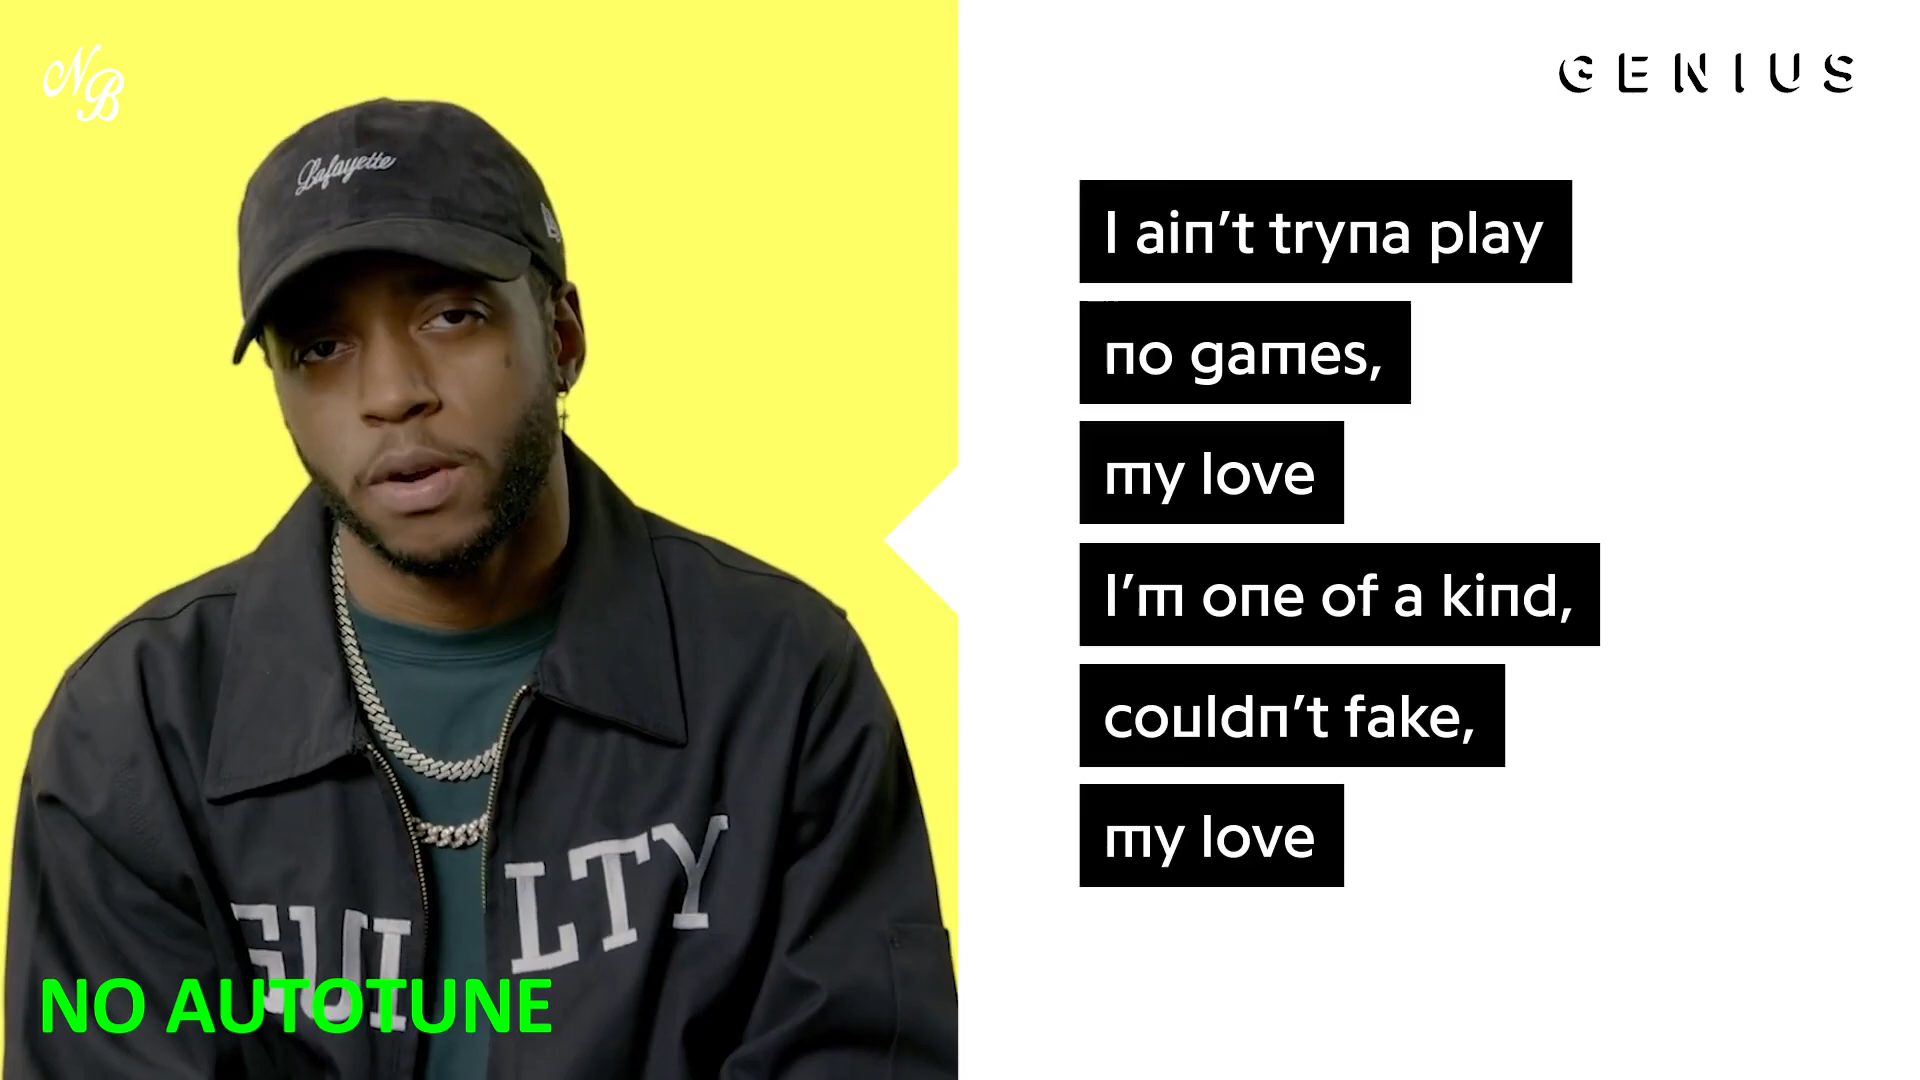 NB
GENIUS
Lafayette
I ain't tryna play
no games,
my love
I'm one of a kind,
couldn't fake,
my love
GUILTY
NO AUTOTUNE